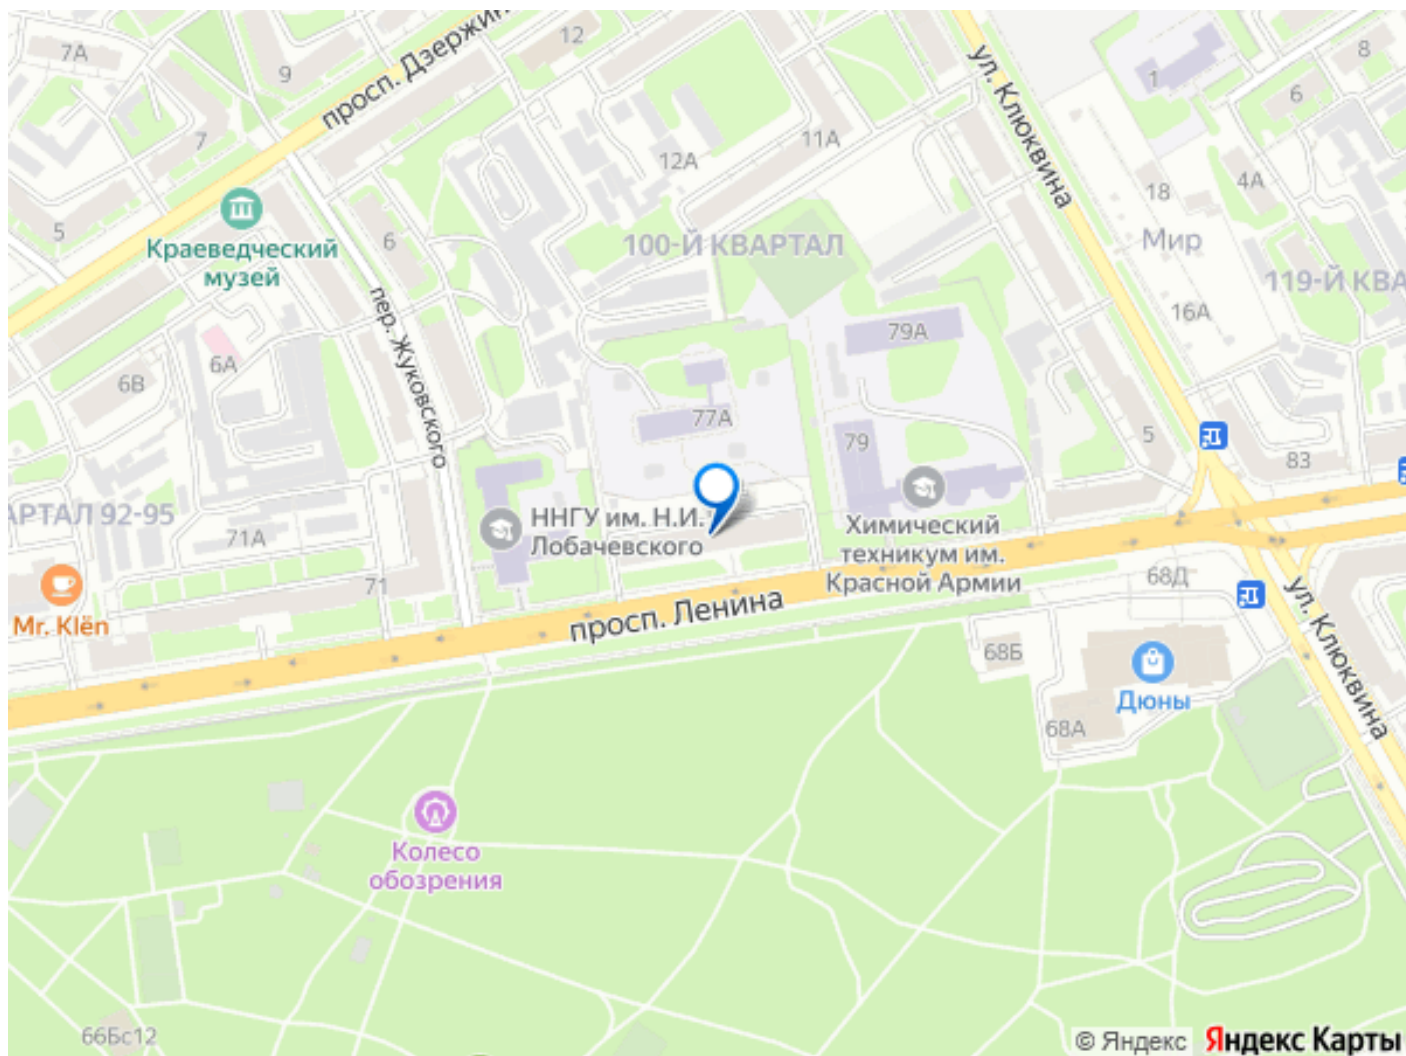 7А
9
12
просп. Дзержин
ул. Клюквина
8
1
6
7
11А
12А
4А
18
5
Краеведческий
музей
6
100-Й КВАРТАЛ
Мир
119-Й КВА
16А
пер. Жуковского
79А
6А
6В
77А
79
5
83
АРТАЛ 92-95
71А
ННГУ им. Н.И.
Лобачевского
Химический
техникум им.
Красной Армии
68Д
71
Mr. Klёn
просп. Ленина
ул. Клюквина
68Б
Дюны
68А
Колесо
обозрения
66Бс12
© Яндекс Яндекс Карты